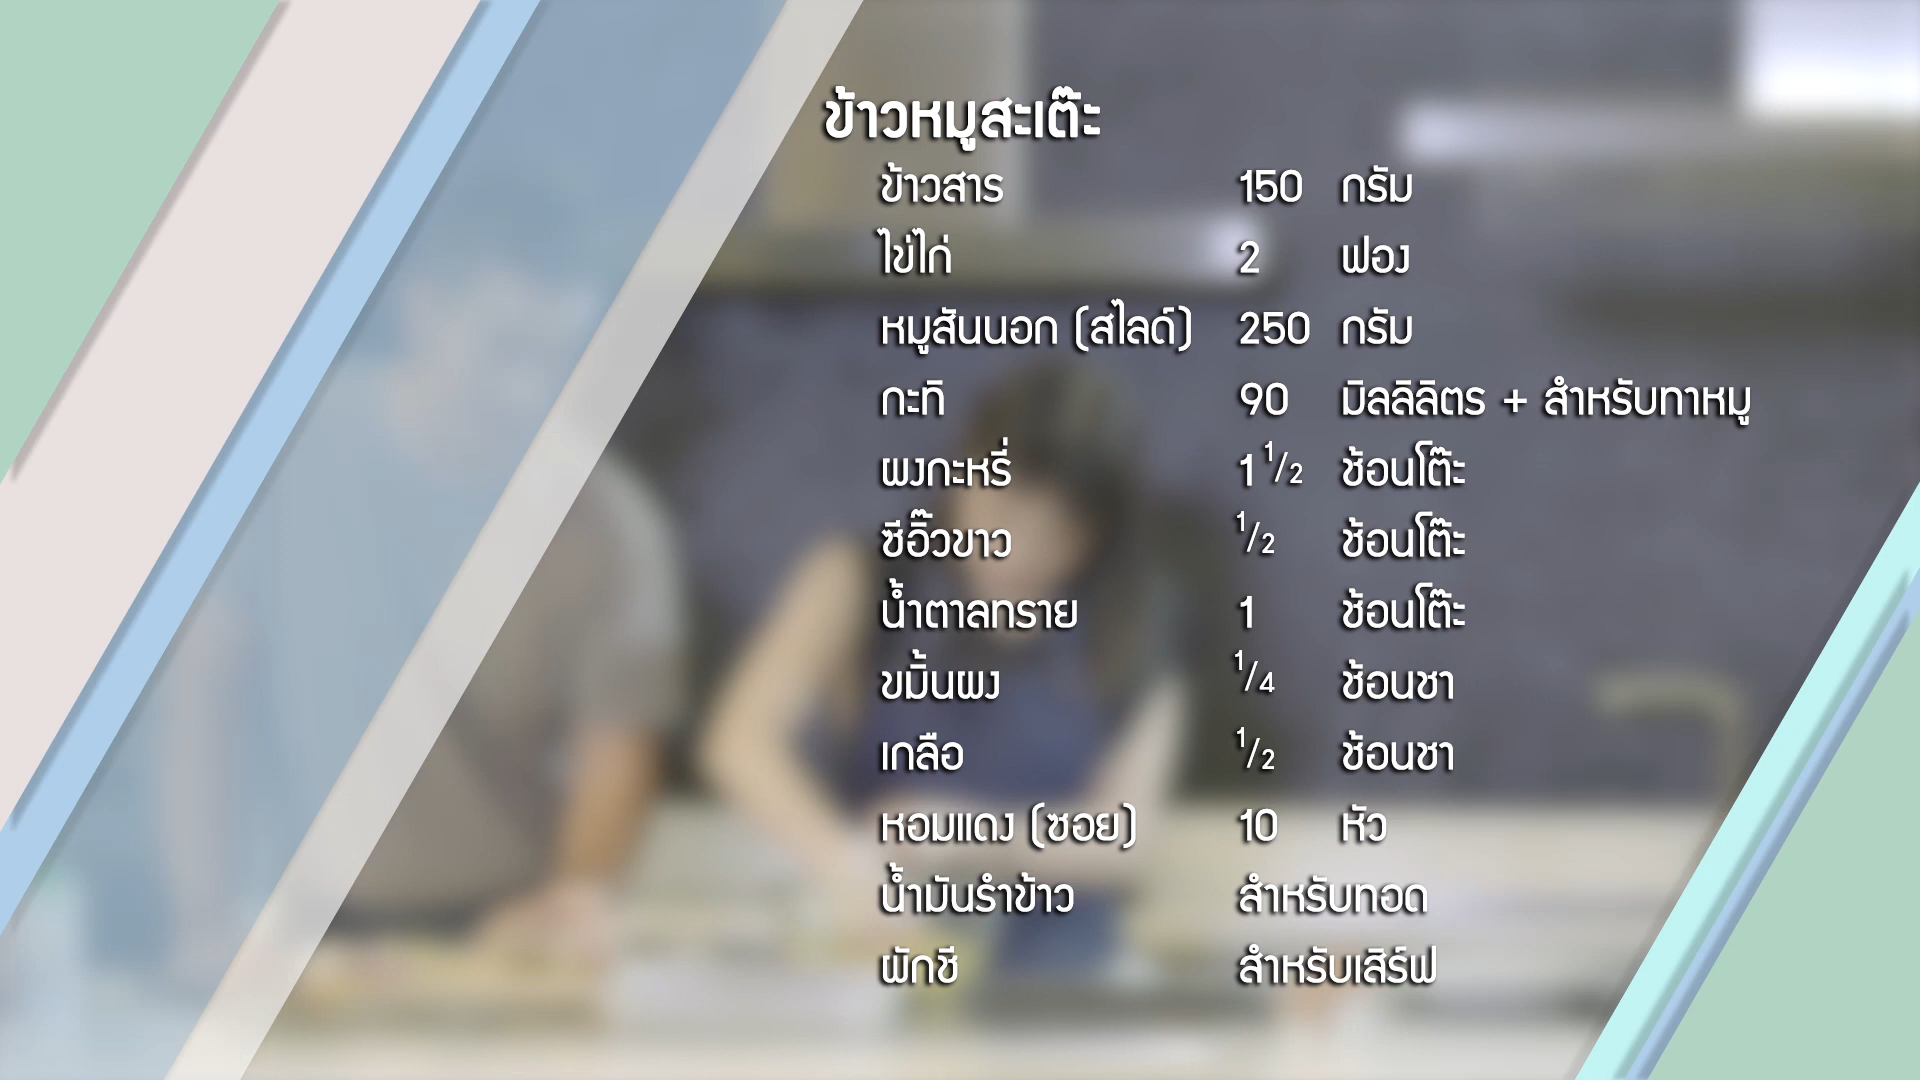 ข้าวหมูสะเต๊ะ
ข้าวสาร 150 กรัม
ไข่ไก่ 2 ฟอง
หมูสันนอก (สไลด์) 250 กรัม
กะทิ 90 มิลลิลิตร + สำหรับทาหมู
ผงกะหรี่ 1 1/2 ช้อนโต๊ะ
ซีอิ๊วขาว 1/2 ช้อนโต๊ะ
น้ำตาลทราย 1 ช้อนโต๊ะ
ขมิ้นผง 1/4 ช้อนชา
เกลือ 1/2 ช้อนชา
หอมแดง (ซอย) 10 หัว
น้ำมันรำข้าว สำหรับทอด
ผักชี สำหรับเสิร์ฟ